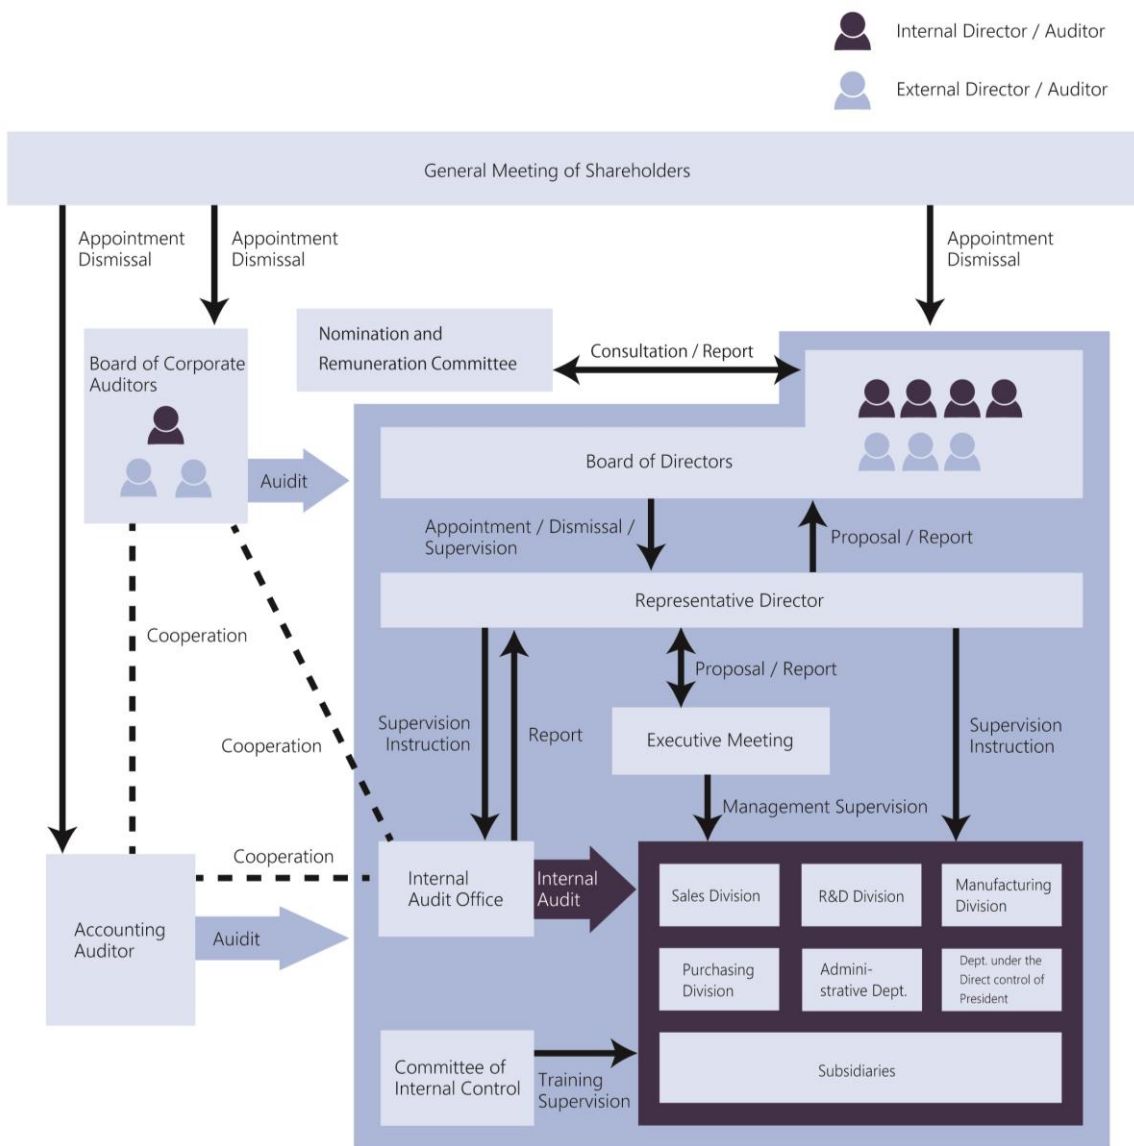 Internal Director / Auditor
External Director / Auditor
General Meeting of Shareholders
Appointment
Dismissal
Appointment
Dismissal
Appointment
Dismissal
Board of Corporate
Auditors
Nomination and
Remuneration Committee
Consultation / Report
Auidit
Board of Directors
Appointment / Dismissal /
Supervision
Proposal / Report
Representative Director
Cooperation
Proposal / Report
Supervision
Instruction
Report
Executive Meeting
Supervision
Instruction
Cooperation
Management Supervision
Cooperation
Internal
Audit Office
Internal
Audit
Sales Division
R&D Division
Manufacturing
Division
Accounting
Auditor
Auidit
Purchasing
Division
Admini-
strative Dept.
Dept. under the
Direct control of
President
Committee of
Internal Control
Training
Supervision
Subsidiaries